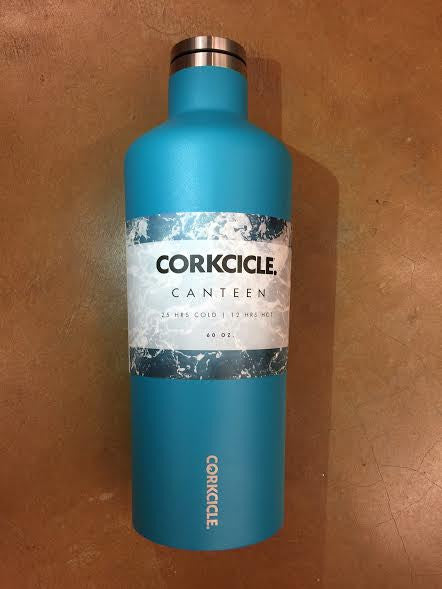 CORKCICLE.
CANTEEN
25 HRS COLD | 12 HRS HOT
60 OZ.
CORKCICLE.